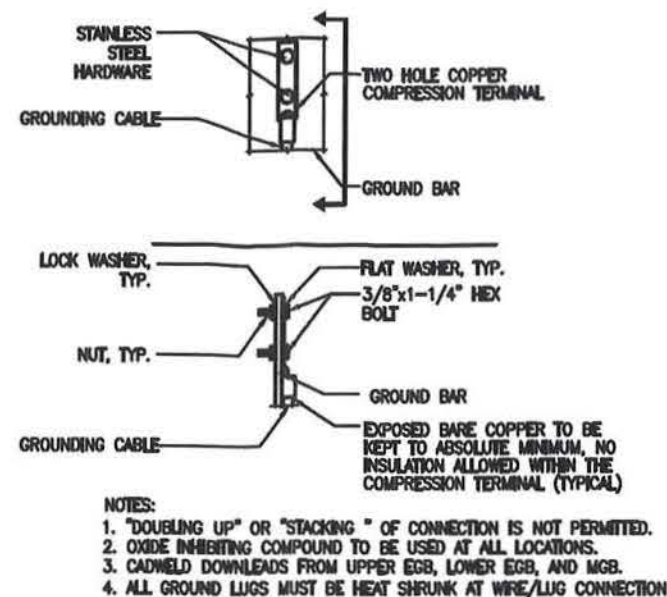 STAINLESS
STEEL
HARDWARE
TWO HOLE COPPER
COMPRESSION TERMINAL
GROUNDING CABLE
GROUND BAR
LOCK WASHER,
TYP.
FLAT WASHER, TYP.
3/8"x1-1/4" HEX
BOLT
NUT, TYP.
GROUND BAR
GROUNDING CABLE
EXPOSED BARE COPPER TO BE
KEPT TO ABSOLUTE MINIMUM, NO
INSULATION ALLOWED WITHIN THE
COMPRESSION TERMINAL (TYPICAL)
NOTES:
1. "DOUBLING UP" OR "STACKING " OF CONNECTION IS NOT PERMITTED.
2. OXIDE INHIBITING COMPOUND TO BE USED AT ALL LOCATIONS.
3. CADWELD DOWNLEADS FROM UPPER EGB, LOWER EGB, AND MGB.
4. ALL GROUND LUGS MUST BE HEAT SHRUNK AT WIRE/LUG CONNECTION